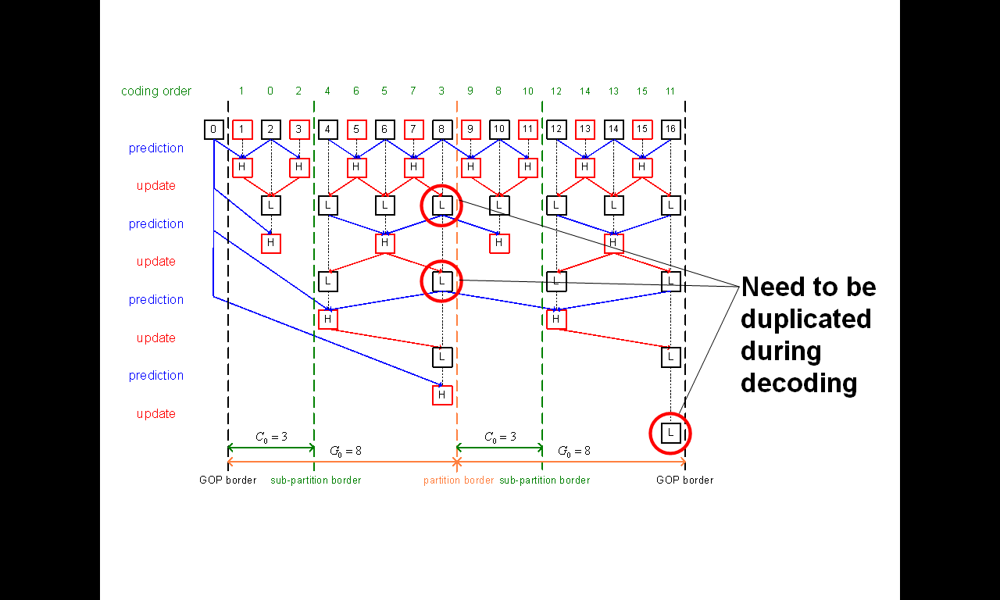 coding order 1 0 2 4 6 5 7 3 9 8 10 12 14 13 15 11
0 1 2 3 4 5 6 7 8 9 10 11 12 13 14 15 16
prediction
H H H H H H H H
update
L L L L L L L
prediction
H H H H
update
L L L L
prediction
H H
update
L L
prediction
H
update
L
C0 = 3 C0 = 3
G0 = 8 G0 = 8
GOP border sub-partition border partition border sub-partition border GOP border
Need to be
duplicated
during
decoding